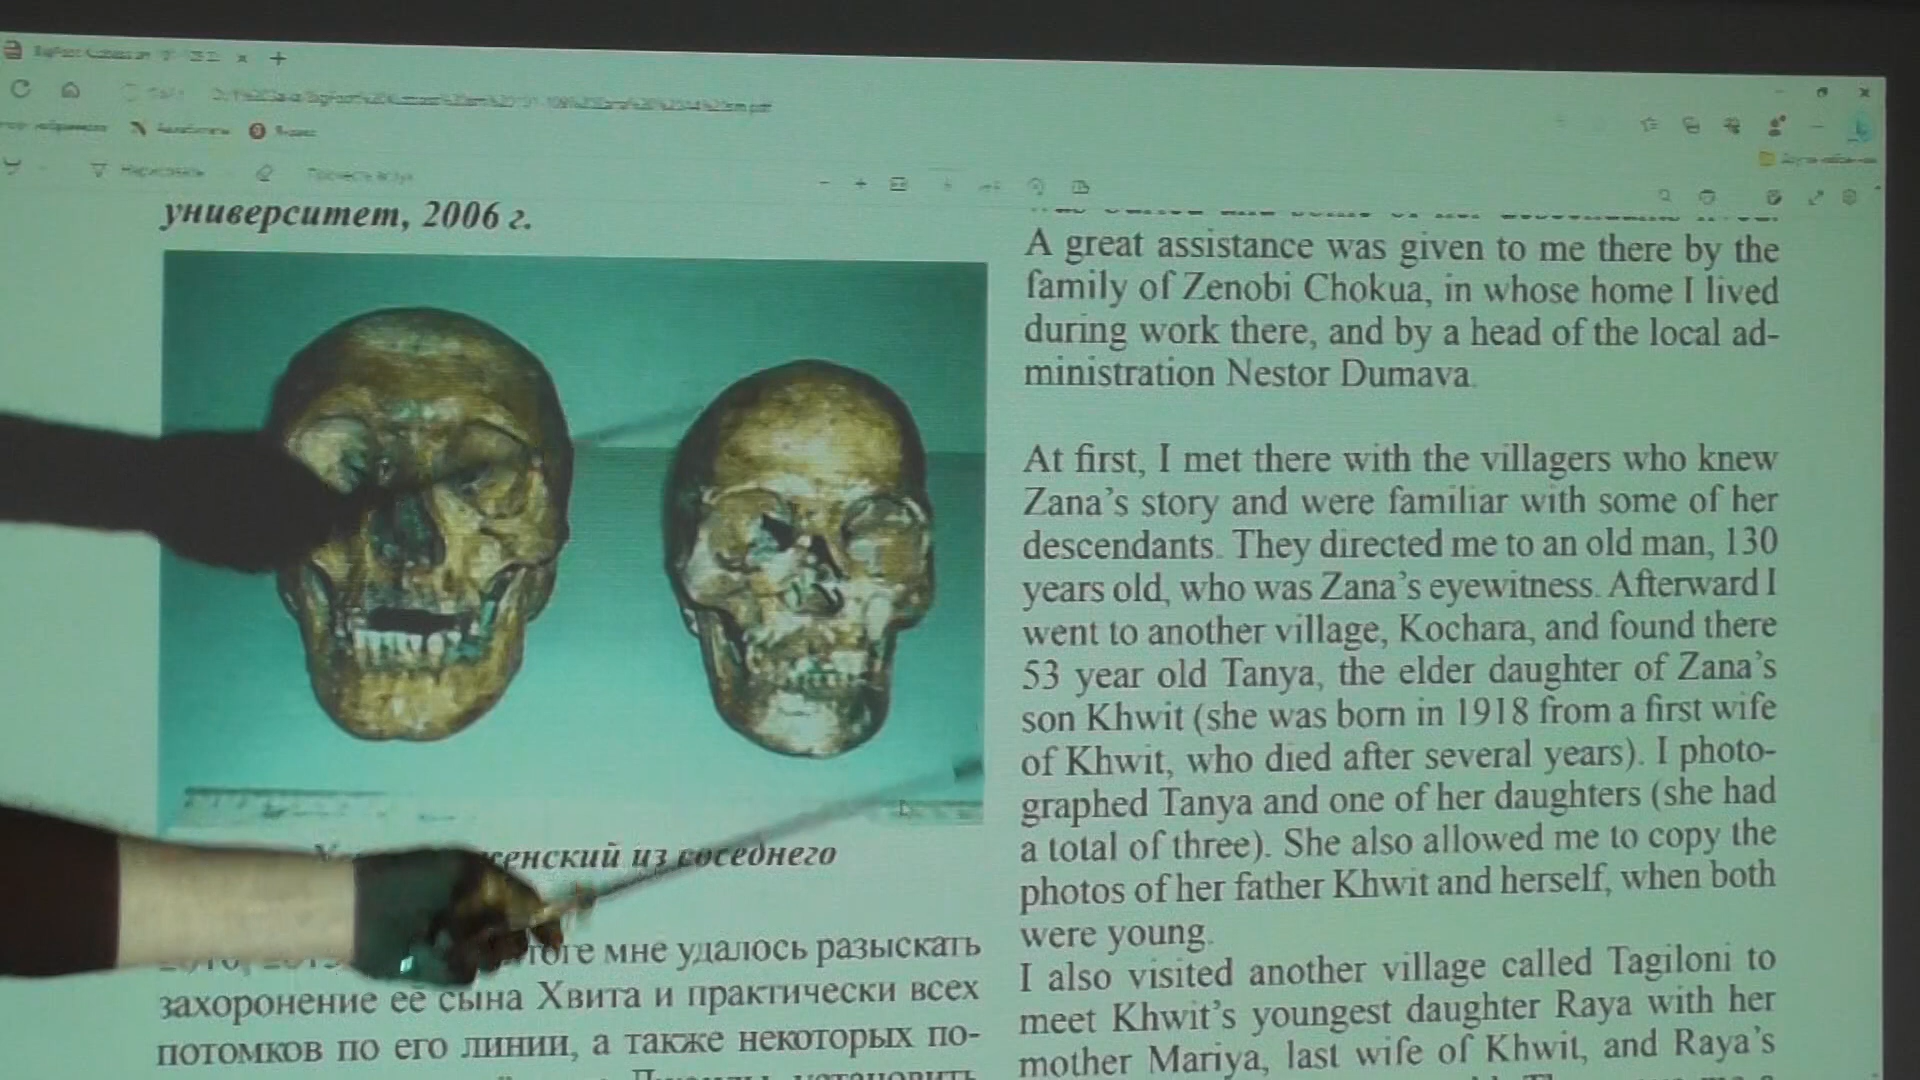 университет, 2006 г.
женский из соседнего
мне удалось разыскать
захоронение её сына Хвита и практически всех
потомков по его линии, а также некоторых по-
A great assistance was given to me there by the
family of Zenobi Chokua, in whose home I lived
during work there, and by a head of the local ad-
ministration Nestor Dumava.
At first, I met there with the villagers who knew
Zana’s story and were familiar with some of her
descendants. They directed me to an old man, 130
years old, who was Zana’s eyewitness. Afterward I
went to another village, Kochara, and found there
53 year old Tanya, the elder daughter of Zana’s
son Khwit (she was born in 1918 from a first wife
of Khwit, who died after several years). I photo-
graphed Tanya and one of her daughters (she had
a total of three). She also allowed me to copy the
photos of her father Khwit and herself, when both
were young.
I also visited another village called Tagiloni to
meet Khwit’s youngest daughter Raya with her
mother Mariya, last wife of Khwit, and Raya’s